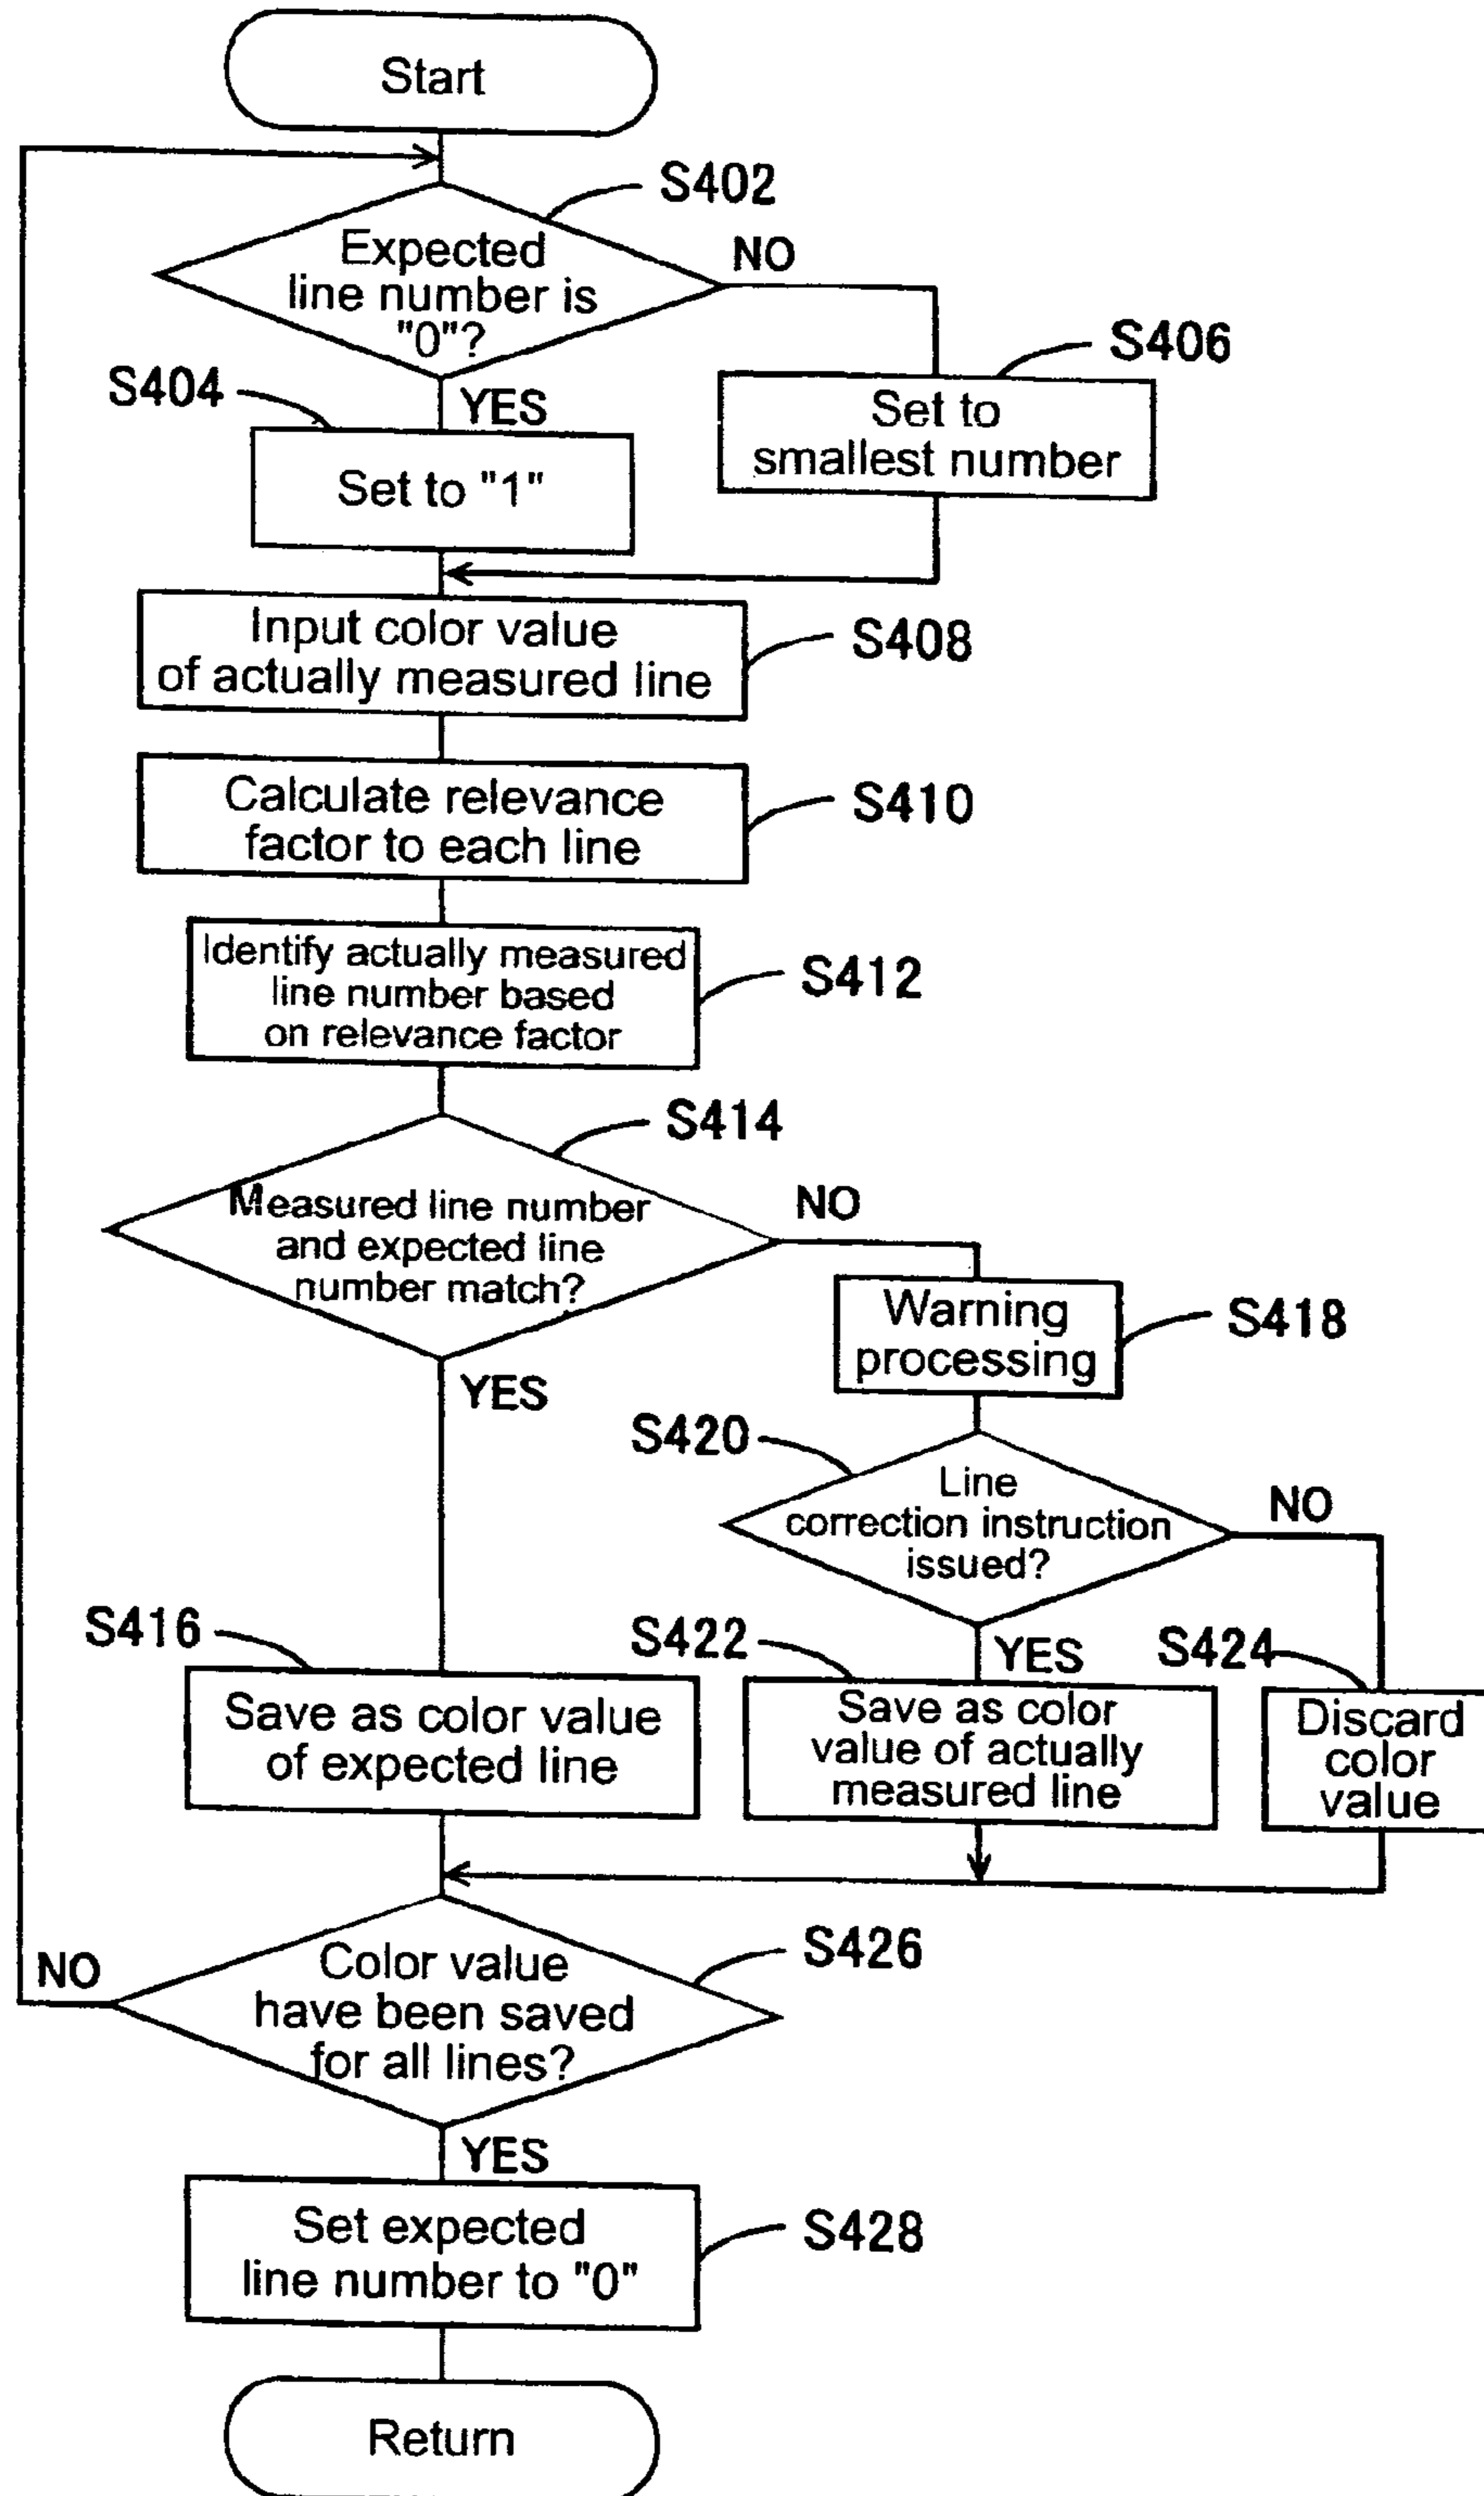 Start
S402
Expected
line number is
"0"?
NO
S406
S404
YES
Set to
smallest number
Set to "1"
Input color value
of actually measured line
S408
Calculate relevance
factor to each line
S410
Identify actually measured
line number based
on relevance factor
S412
S414
Measured line number
and expected line
number match?
NO
Warning
processing
S418
YES
S420
Line
correction instruction
issued?
NO
S416
S422
YES
S424
Save as color value
of expected line
Save as color
value of actually
measured line
Discard
color
value
S426
Color value
have been saved
for all lines?
NO
YES
Set expected
line number to "0"
S428
Return